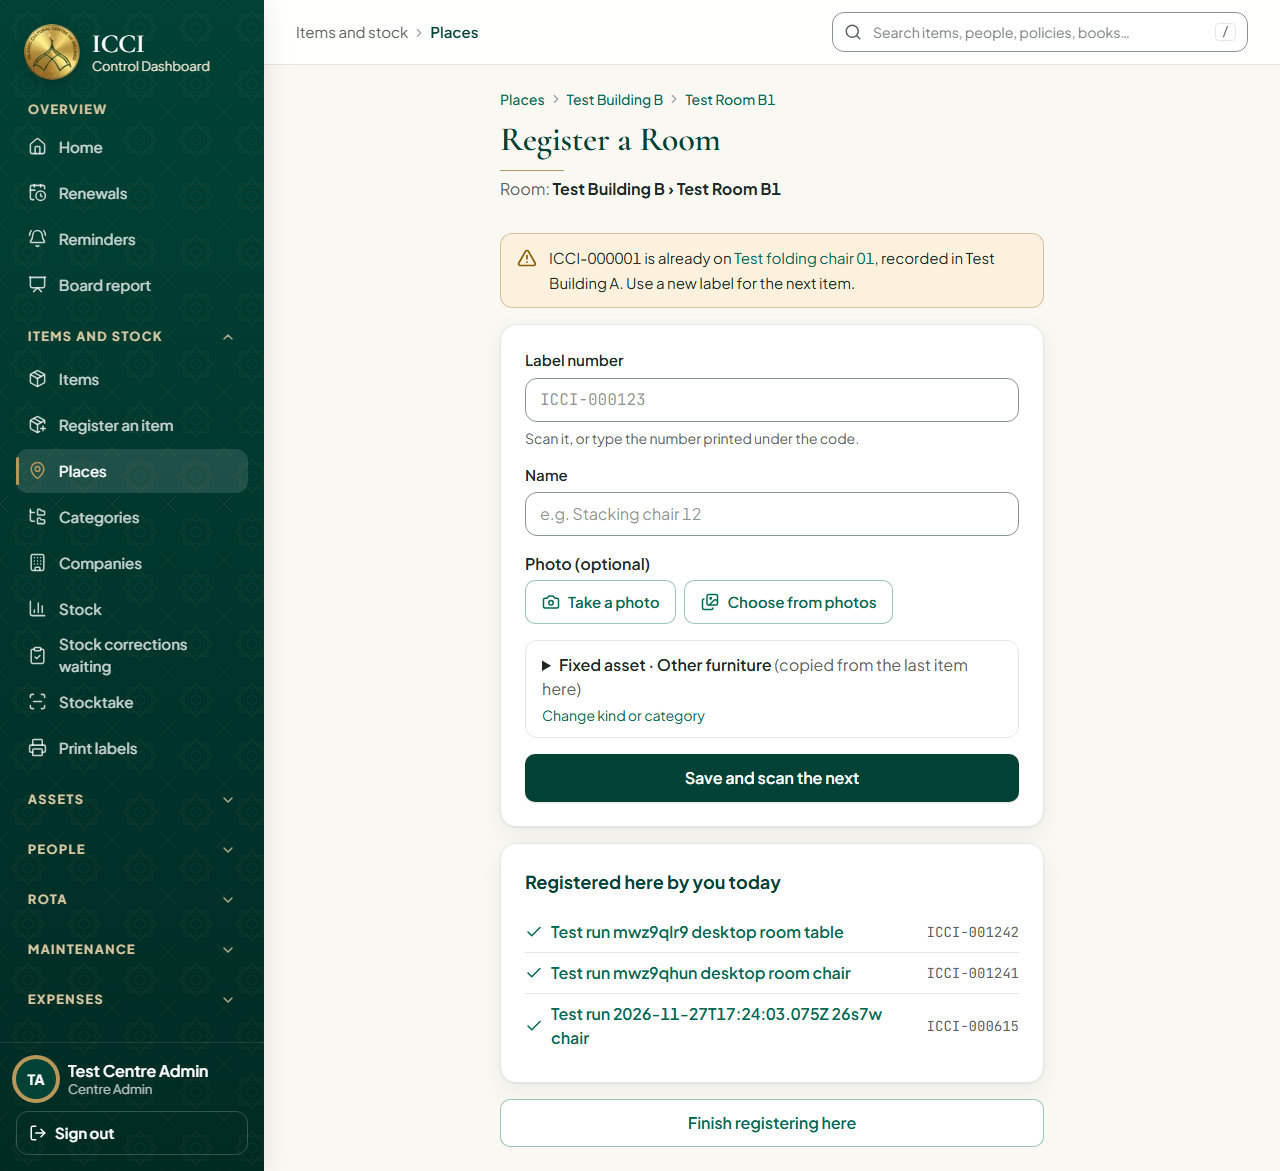 ICCI
Control Dashboard
OVERVIEW
Home
Renewals
Reminders
Board report
ITEMS AND STOCK
Items
Register an item
Places
Categories
Companies
Stock
Stock corrections
waiting
Stocktake
Print labels
ASSETS
PEOPLE
ROTA
MAINTENANCE
EXPENSES
TA
Test Centre Admin
Centre Admin
Sign out
Items and stock › Places
Search items, people, policies, books... /
Places › Test Building B › Test Room B1
Register a Room
Room: Test Building B › Test Room B1
ICCI-000001 is already on Test folding chair 01, recorded in Test
Building A. Use a new label for the next item.
Label number
ICCI-000123
Scan it, or type the number printed under the code.
Name
e.g. Stacking chair 12
Photo (optional)
Take a photo
Choose from photos
Fixed asset · Other furniture (copied from the last item
here)
Change kind or category
Save and scan the next
Registered here by you today
Test run mwz9qlr9 desktop room table ICCI-001242
Test run mwz9qhun desktop room chair ICCI-001241
Test run 2026-11-27T17:24:03.075Z 26s7w
chair ICCI-000615
Finish registering here